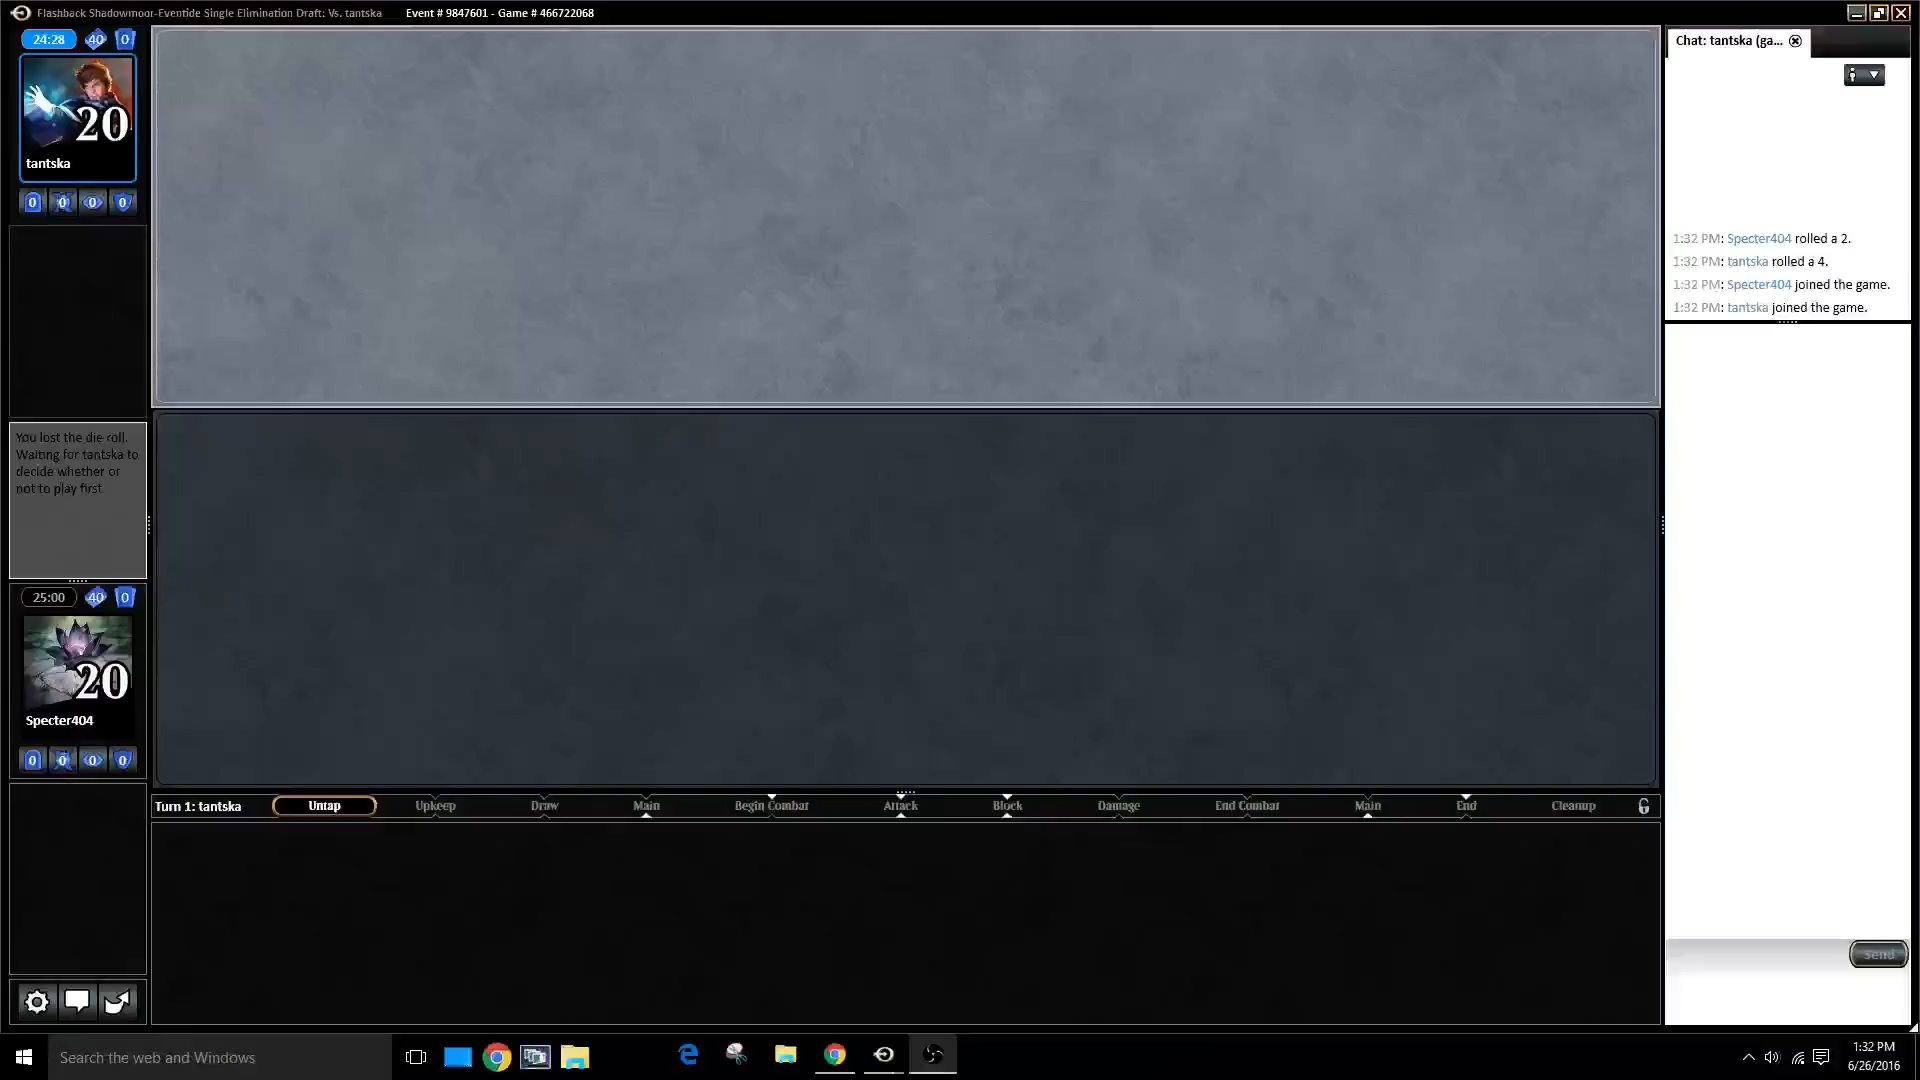 Flashback Shadowmoor-Eventide Single Elimination Draft: Vs. tantska Event # 9847601 - Game # 466722068
24:28 40 0
20
tantska
0 0 0 0
You lost the die roll.
Waiting for tantska to
decide whether or
not to play first.
25:00 40 0
20
Specter404
0 0 0 0
Turn 1: tantska Untap Upkeep Draw Main Begin Combat Attack Block Damage End Combat Main End Cleanup
Chat: tantska (ga...
1:32 PM: Specter404 rolled a 2.
1:32 PM: tantska rolled a 4.
1:32 PM: Specter404 joined the game.
1:32 PM: tantska joined the game.
Send
Search the web and Windows
1:32 PM
6/26/2016